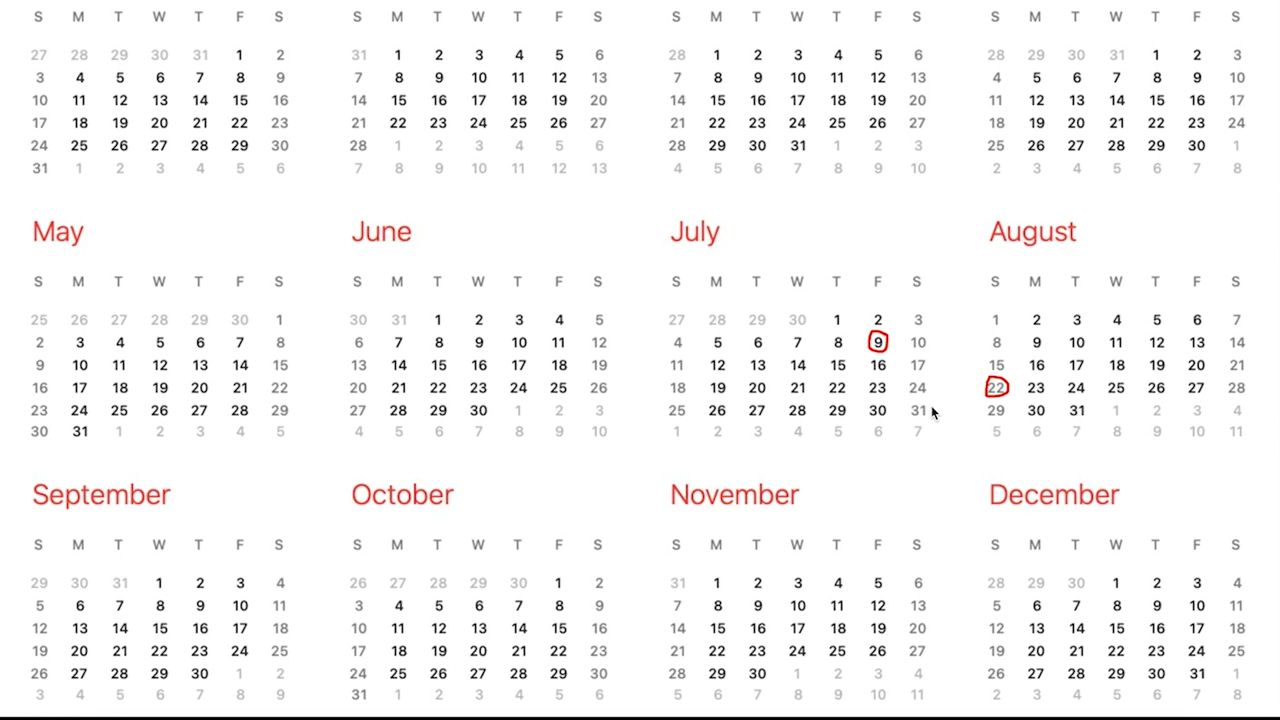 S M T W T F S S M T W T F S S M T W T F S S M T W T F S
27 28 29 30 31 1 2 31 1 2 3 4 5 6 28 1 2 3 4 5 6 28 29 30 31 1 2 3
3 4 5 6 7 8 9 7 8 9 10 11 12 13 7 8 9 10 11 12 13 4 5 6 7 8 9 10
10 11 12 13 14 15 16 14 15 16 17 18 19 20 14 15 16 17 18 19 20 11 12 13 14 15 16 17
17 18 19 20 21 22 23 21 22 23 24 25 26 27 21 22 23 24 25 26 27 18 19 20 21 22 23 24
24 25 26 27 28 29 30 28 1 2 3 4 5 6 28 29 30 31 1 2 3 25 26 27 28 29 30 1
31 1 2 3 4 5 6 7 8 9 10 11 12 13 4 5 6 7 8 9 10 2 3 4 5 6 7 8
May June July August
S M T W T F S S M T W T F S S M T W T F S S M T W T F S
25 26 27 28 29 30 1 30 31 1 2 3 4 5 27 28 29 30 1 2 3 1 2 3 4 5 6 7
2 3 4 5 6 7 8 6 7 8 9 10 11 12 4 5 6 7 8 9 10 8 9 10 11 12 13 14
9 10 11 12 13 14 15 13 14 15 16 17 18 19 11 12 13 14 15 16 17 15 16 17 18 19 20 21
16 17 18 19 20 21 22 20 21 22 23 24 25 26 18 19 20 21 22 23 24 22 23 24 25 26 27 28
23 24 25 26 27 28 29 27 28 29 30 1 2 3 25 26 27 28 29 30 31 29 30 31 1 2 3 4
30 31 1 2 3 4 5 4 5 6 7 8 9 10 1 2 3 4 5 6 7 5 6 7 8 9 10 11
September October November December
S M T W T F S S M T W T F S S M T W T F S S M T W T F S
29 30 31 1 2 3 4 26 27 28 29 30 1 2 31 1 2 3 4 5 6 28 29 30 1 2 3 4
5 6 7 8 9 10 11 3 4 5 6 7 8 9 7 8 9 10 11 12 13 5 6 7 8 9 10 11
12 13 14 15 16 17 18 10 11 12 13 14 15 16 14 15 16 17 18 19 20 12 13 14 15 16 17 18
19 20 21 22 23 24 25 17 18 19 20 21 22 23 21 22 23 24 25 26 27 19 20 21 22 23 24 25
26 27 28 29 30 1 2 24 25 26 27 28 29 30 28 29 30 1 2 3 4 26 27 28 29 30 31 1
3 4 5 6 7 8 9 31 1 2 3 4 5 6 5 6 7 8 9 10 11 2 3 4 5 6 7 8